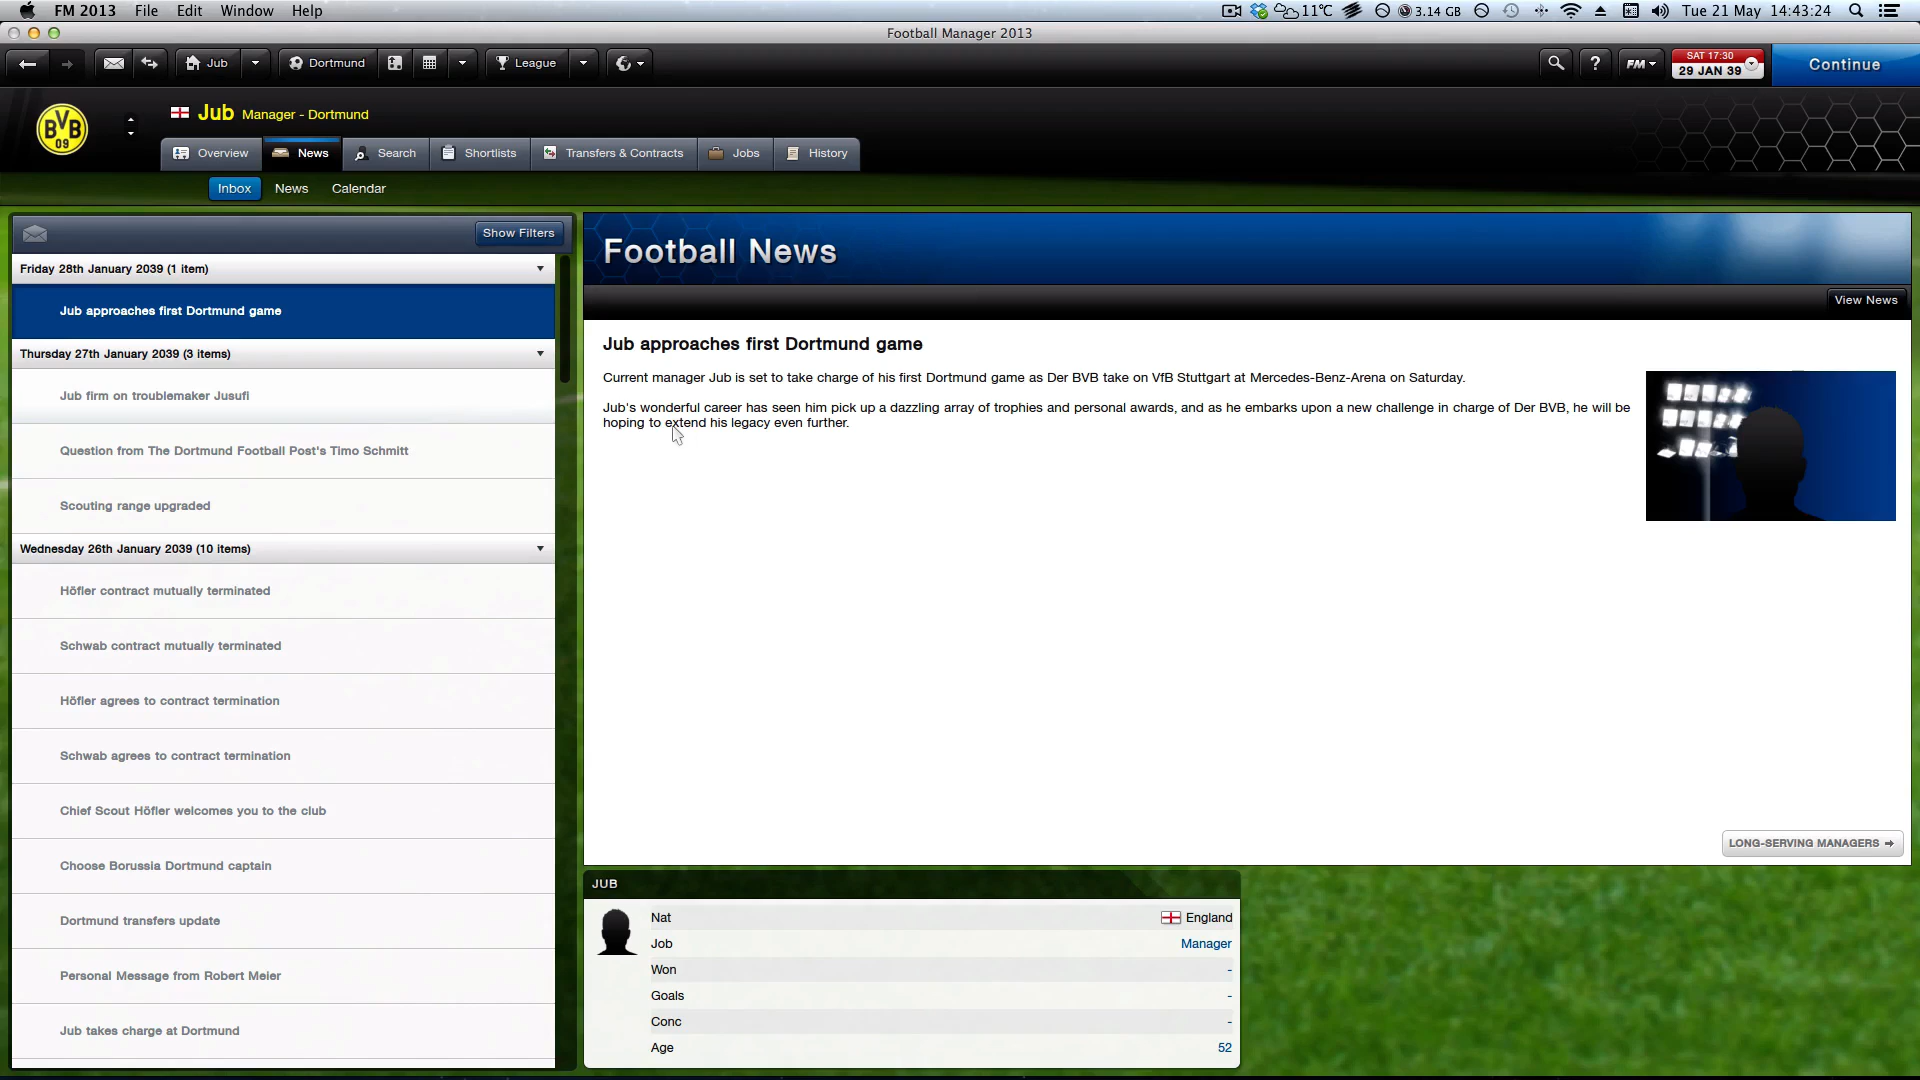 FM 2013 File Edit Window Help
11°C 3.14 GB Tue 21 May 14:43:24
Football Manager 2013
Jub Dortmund League
? FM SAT 17:30
29 JAN 39
Continue
BVB
09
Jub Manager - Dortmund
Overview News Search Shortlists Transfers & Contracts Jobs History
Inbox News Calendar
Show Filters
Friday 28th January 2039 (1 item)
Jub approaches first Dortmund game
Thursday 27th January 2039 (3 items)
Jub firm on troublemaker Jusufi
Question from The Dortmund Football Post's Timo Schmitt
Scouting range upgraded
Wednesday 26th January 2039 (10 items)
Höfler contract mutually terminated
Schwab contract mutually terminated
Höfler agrees to contract termination
Schwab agrees to contract termination
Chief Scout Höfler welcomes you to the club
Choose Borussia Dortmund captain
Dortmund transfers update
Personal Message from Robert Meier
Jub takes charge at Dortmund
Football News
View News
Jub approaches first Dortmund game
Current manager Jub is set to take charge of his first Dortmund game as Der BVB take on VfB Stuttgart at Mercedes-Benz-Arena on Saturday.
Jub's wonderful career has seen him pick up a dazzling array of trophies and personal awards, and as he embarks upon a new challenge in charge of Der BVB, he will be
hoping to extend his legacy even further.
LONG-SERVING MANAGERS
JUB
Nat England
Job Manager
Won -
Goals -
Conc -
Age 52